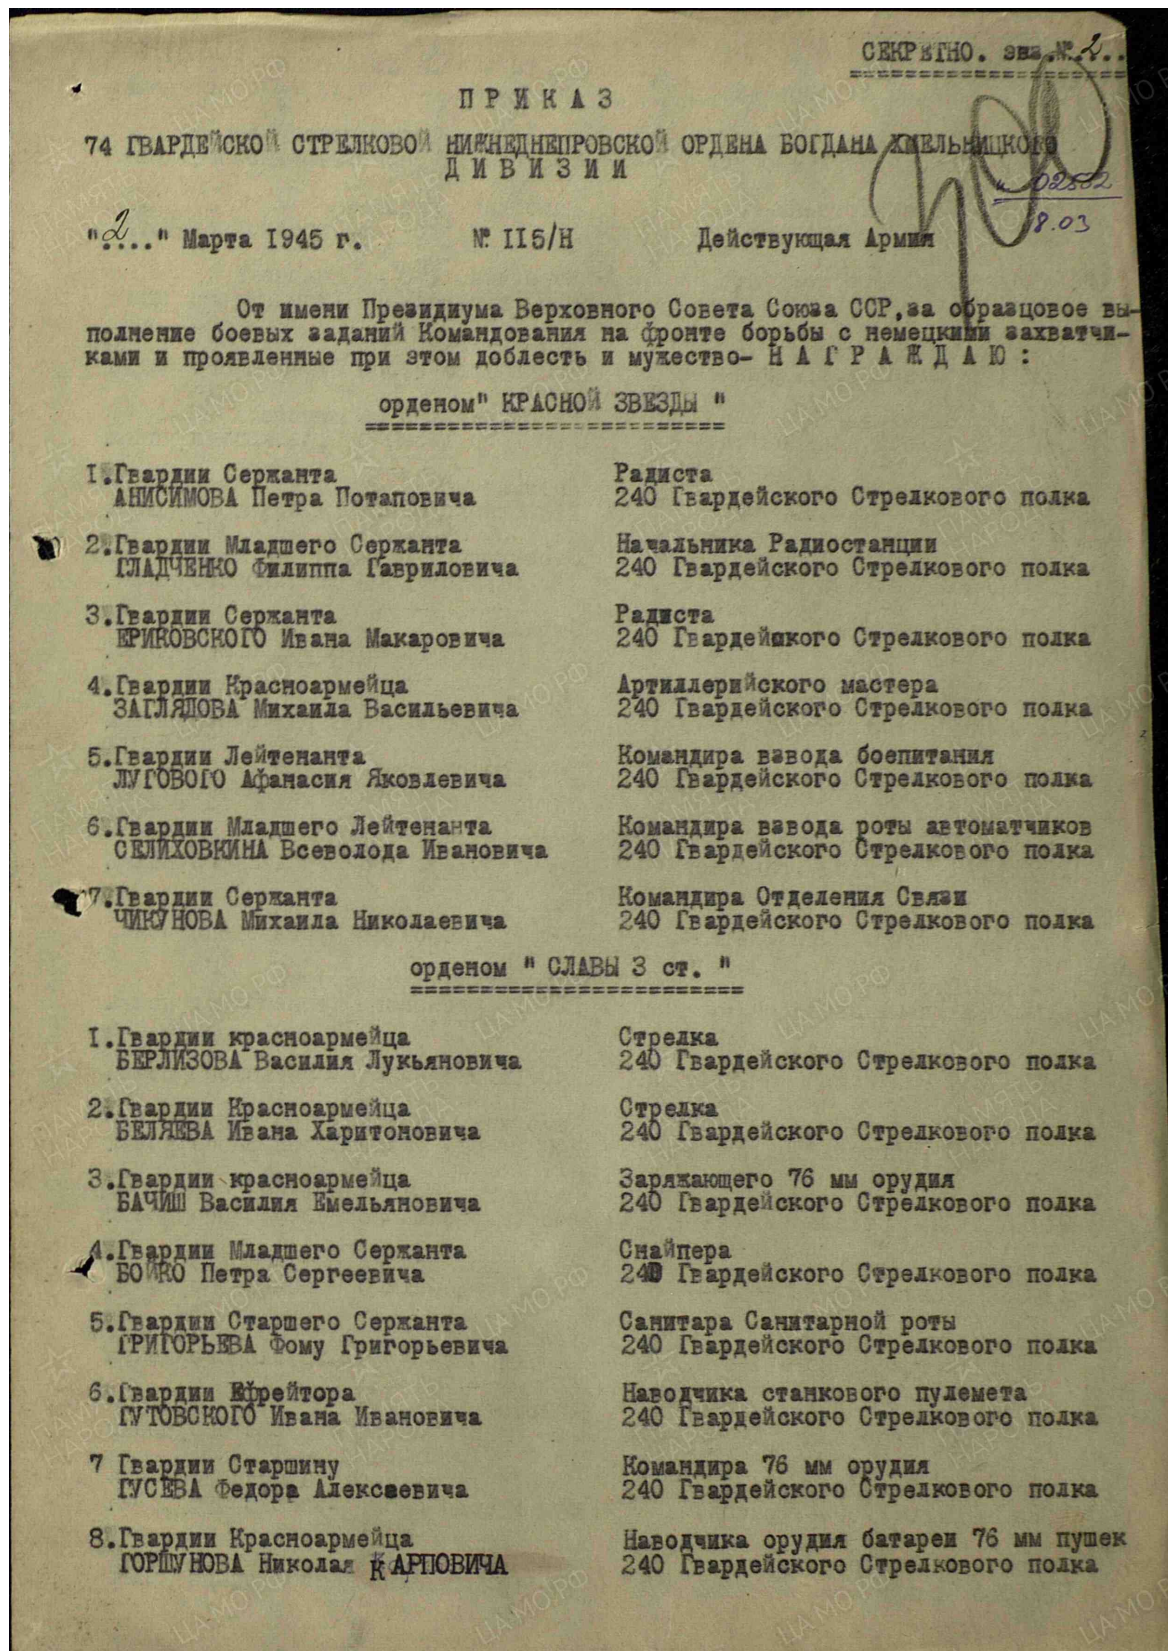 СЕКРЕТНО. экз.№ 2..
П Р И К А З
74 ГВАРДЕЙСКОЙ СТРЕЛКОВОЙ НИЖНЕДНЕПРОВСКОЙ ОРДЕНА БОГДАНА ХМЕЛЬНИЦКОГО
Д И В И З И И
02552
8.03
"2...." Марта 1945 г. № 115/Н Действующая Армия
От имени Президиума Верховного Совета Союза ССР,за образцовое вы-
полнение боевых заданий Командования на фронте борьбы с немецкими захватчи-
ками и проявленные при этом доблесть и мужество- Н А Г Р А Ж Д А Ю :
орденом" КРАСНОЙ ЗВЕЗДЫ "
1.Гвардии Сержанта Радиста
АНИСИМОВА Петра Потаповича 240 Гвардейского Стрелкового полка
2.Гвардии Младшего Сержанта Начальника Радиостанции
ГЛАДЧЕНКО Филиппа Гавриловича 240 Гвардейского Стрелкового полка
3.Гвардии Сержанта Радиста
ЕРИКОВСКОГО Ивана Макаровича 240 Гвардейского Стрелкового полка
4.Гвардии Красноармейца Артиллерийского мастера
ЗАГЛЯДОВА Михаила Васильевича 240 Гвардейского Стрелкового полка
5.Гвардии Лейтенанта Командира взвода боепитания
ЛУГОВОГО Афанасия Яковлевича 240 Гвардейского Стрелкового полка
6.Гвардии Младшего Лейтенанта Командира взвода роты автоматчиков
СЕЛИХОВКИНА Всеволода Ивановича 240 Гвардейского Стрелкового полка
7.Гвардии Сержанта Командира Отделения Связи
ЧИКУНОВА Михаила Николаевича 240 Гвардейского Стрелкового полка
орденом " СЛАВЫ 3 ст. "
1.Гвардии красноармейца Стрелка
БЕРЛИЗОВА Василия Лукьяновича 240 Гвардейского Стрелкового полка
2.Гвардии Красноармейца Стрелка
БЕЛЯЕВА Ивана Харитоновича 240 Гвардейского Стрелкового полка
3.Гвардии красноармейца Заряжающего 76 мм орудия
БАЧИШ Василия Емельяновича 240 Гвардейского Стрелкового полка
4.Гвардии Младшего Сержанта Снайпера
БОЙКО Петра Сергеевича 240 Гвардейского Стрелкового полка
5.Гвардии Старшего Сержанта Санитара Санитарной роты
ГРИГОРЬЕВА Фому Григорьевича 240 Гвардейского Стрелкового полка
6.Гвардии Ефрейтора Наводчика станкового пулемета
ГУТОВСКОГО Ивана Ивановича 240 Гвардейского Стрелкового полка
7 Гвардии Старшину Командира 76 мм орудия
ГУСЕВА Федора Алексеевича 240 Гвардейского Стрелкового полка
8.Гвардии Красноармейца Наводчика орудия батареи 76 мм пушек
ГОРШУНОВА Николая КАРПОВИЧА 240 Гвардейского Стрелкового полка